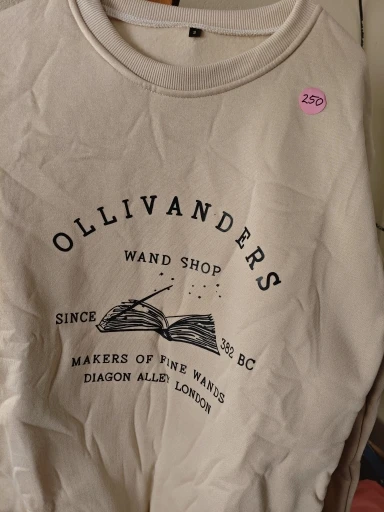 250
OLLIVANDERS
WAND SHOP
SINCE 382 BC
MAKERS OF FINE WANDS
DIAGON ALLEY LONDON